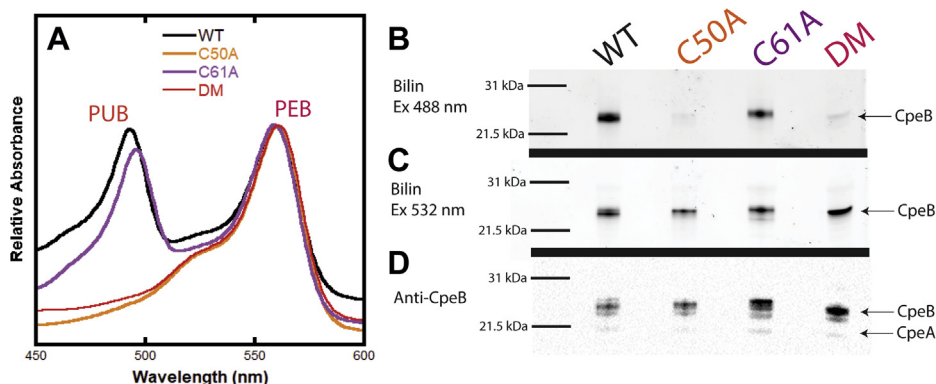 A
WT
C50A
C61A
DM
PUB
PEB
Relative Absorbance
450
500
550
600
Wavelength (nm)
WT
C50A
C61A
DM
B
Bilin
Ex 488 nm
31 kDa
21.5 kDa
CpeB
C
Bilin
Ex 532 nm
31 kDa
21.5 kDa
CpeB
D
Anti-CpeB
31 kDa
21.5 kDa
CpeB
CpeA